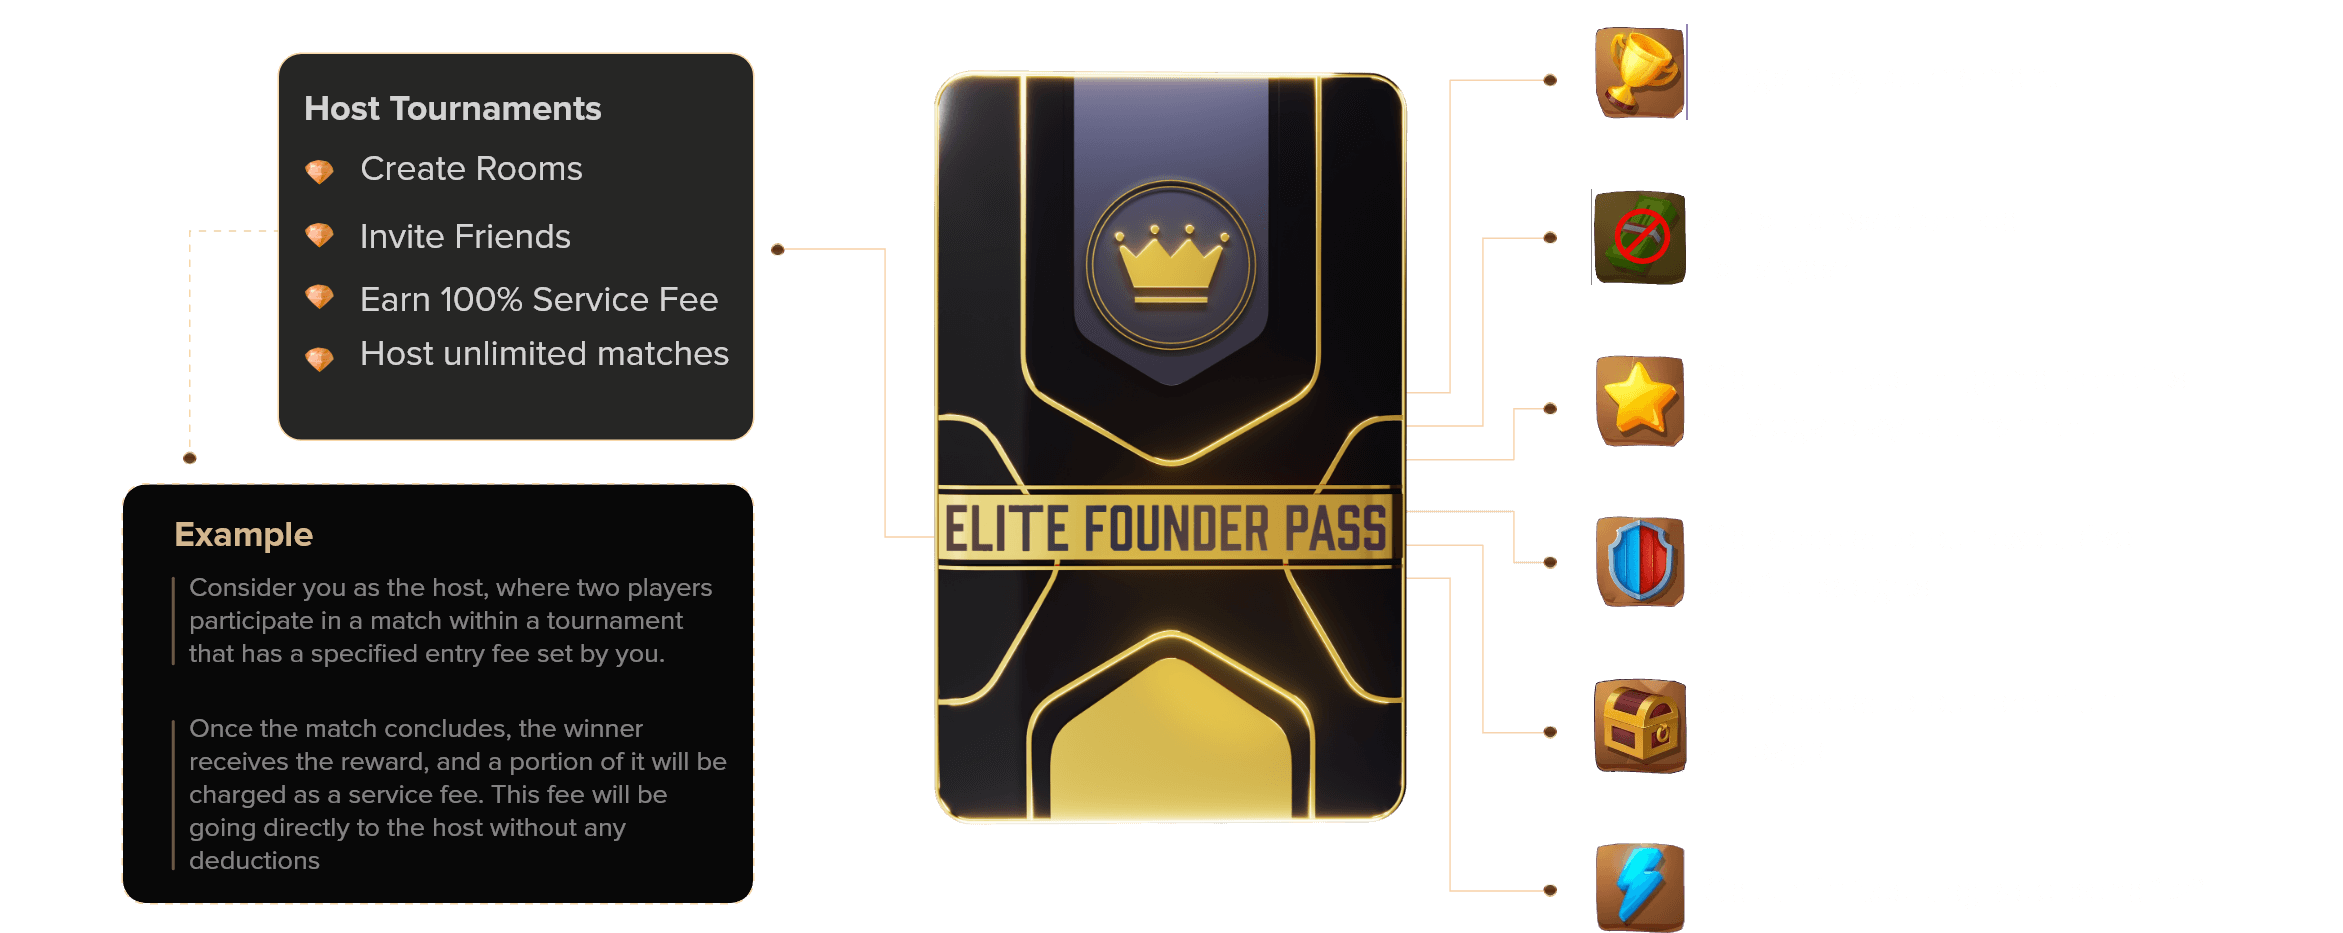 Host Tournaments
Create Rooms
Invite Friends
Earn 100% Service Fee
Host unlimited matches
Example
Consider you as the host, where two players
participate in a match within a tournament
that has a specified entry fee set by you.
Once the match concludes, the winner
receives the reward, and a portion of it will be
charged as a service fee. This fee will be
going directly to the host without any
deductions
ELITE FOUNDER PASS